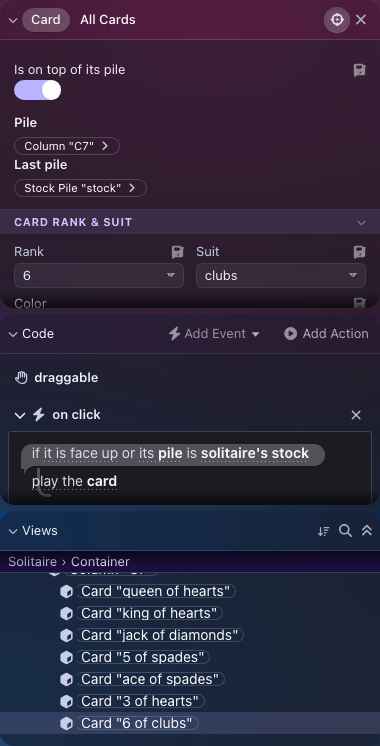 Card All Cards
Is on top of its pile
Pile
Column "C7"
Last pile
Stock Pile "stock"
CARD RANK & SUIT
Rank Suit
6 clubs
Color
Code Add Event Add Action
draggable
on click
if it is face up or its pile is solitaire's stock
play the card
Views
Solitaire › Container
Card "queen of hearts"
Card "king of hearts"
Card "jack of diamonds"
Card "5 of spades"
Card "ace of spades"
Card "3 of hearts"
Card "6 of clubs"